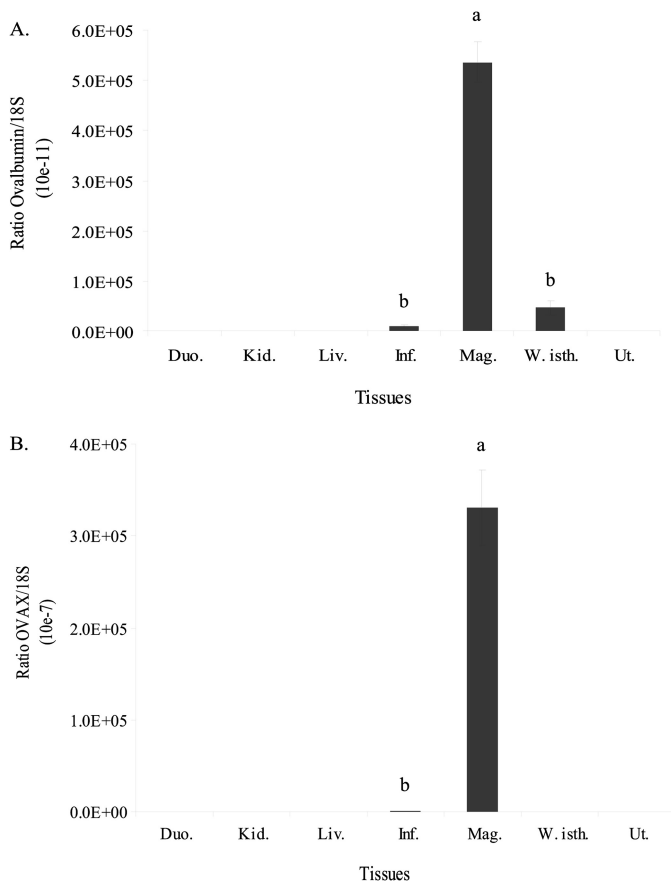 A.
Ratio Ovalbumin/18S
(10e-11)
6.0E+05
5.0E+05
4.0E+05
3.0E+05
2.0E+05
1.0E+05
0.0E+00
a
b
b
Duo. Kid. Liv. Inf. Mag. W. isth. Ut.
Tissues
B.
Ratio OVAX/18S
(10e-7)
4.0E+05
3.0E+05
2.0E+05
1.0E+05
0.0E+00
a
b
Duo. Kid. Liv. Inf. Mag. W. isth. Ut.
Tissues